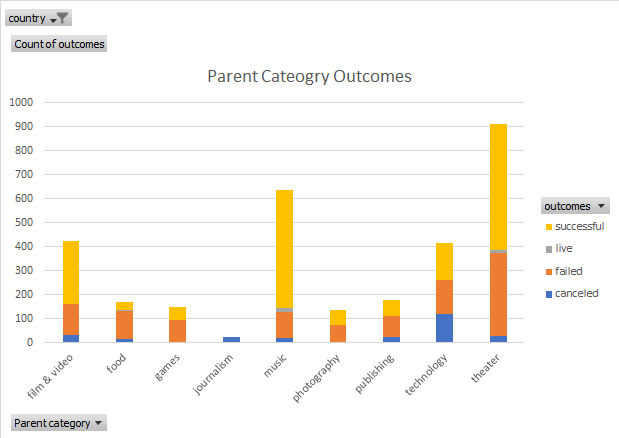 country
Count of outcomes
Parent Cateogry Outcomes
1000
900
800
700
600
500
400
300
200
100
0
film & video
food
games
journalism
music
photography
publishing
technology
theater
outcomes
successful
live
failed
canceled
Parent category